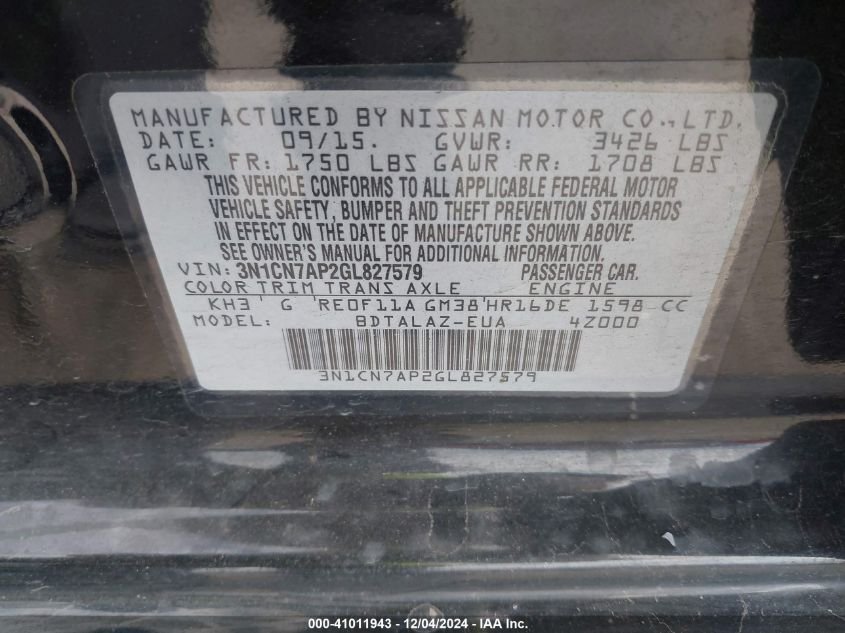 MANUFACTURED BY NISSAN MOTOR CO., LTD.
DATE: 09/15. GVWR: 3426 LBS
GAWR FR: 1750 LBS GAWR RR: 1708 LBS
THIS VEHICLE CONFORMS TO ALL APPLICABLE FEDERAL MOTOR
VEHICLE SAFETY, BUMPER AND THEFT PREVENTION STANDARDS
IN EFFECT ON THE DATE OF MANUFACTURE SHOWN ABOVE.
SEE OWNER'S MANUAL FOR ADDITIONAL INFORMATION.
VIN: 3N1CN7AP2GL827579 PASSENGER CAR.
COLOR TRIM TRANS AXLE ENGINE
KH3 ' G 'RE0F11A GM38'HR16DE 1598 CC
MODEL: BDTALAZ-EUA 4Z000
3N1CN7AP2GL827579
000-41011943 - 12/04/2024 - IAAI Inc.